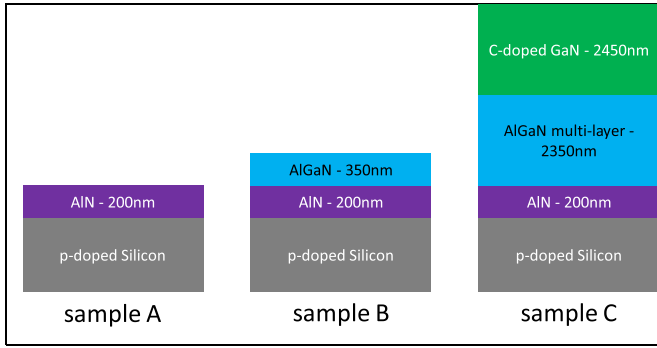 C-doped GaN - 2450nm
AlGaN multi-layer -
2350nm
AlGaN - 350nm
AlN - 200nm
AlN - 200nm
AlN - 200nm
p-doped Silicon
p-doped Silicon
p-doped Silicon
sample A
sample B
sample C